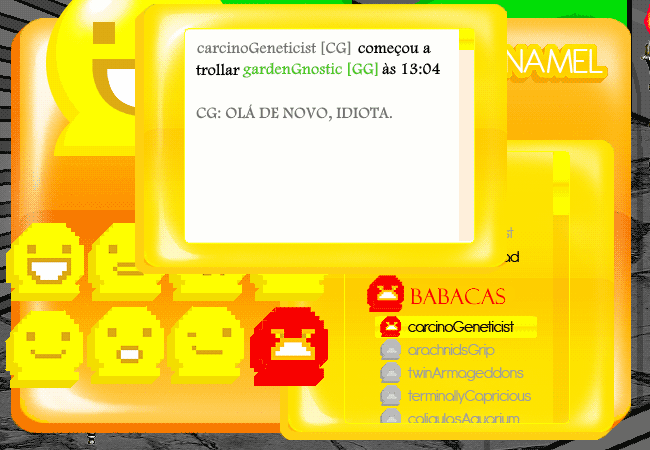 carcinoGeneticist [CG] começou a
trollar gardenGnostic [GG] às 13:04
CG: OLÁ DE NOVO, IDIOTA.
NAMEL
BABACAS
carcinoGeneticist
arachnidsGrip
twinArmageddons
terminallyCapricious
caligulasAquarium